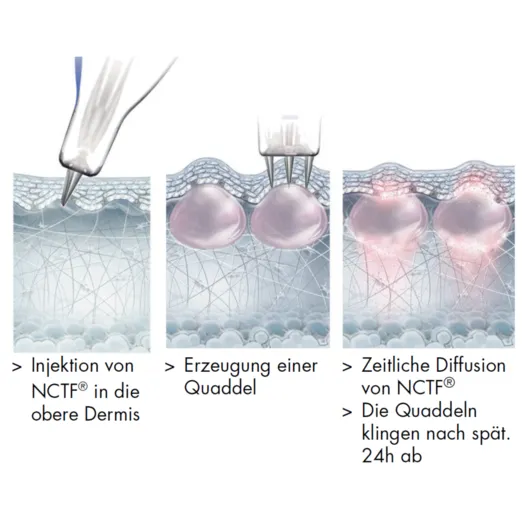 > Injektion von
NCTF® in die
obere Dermis
> Erzeugung einer
Quaddel
> Zeitliche Diffusion
von NCTF®
> Die Quaddeln
klingen nach spät.
24h ab